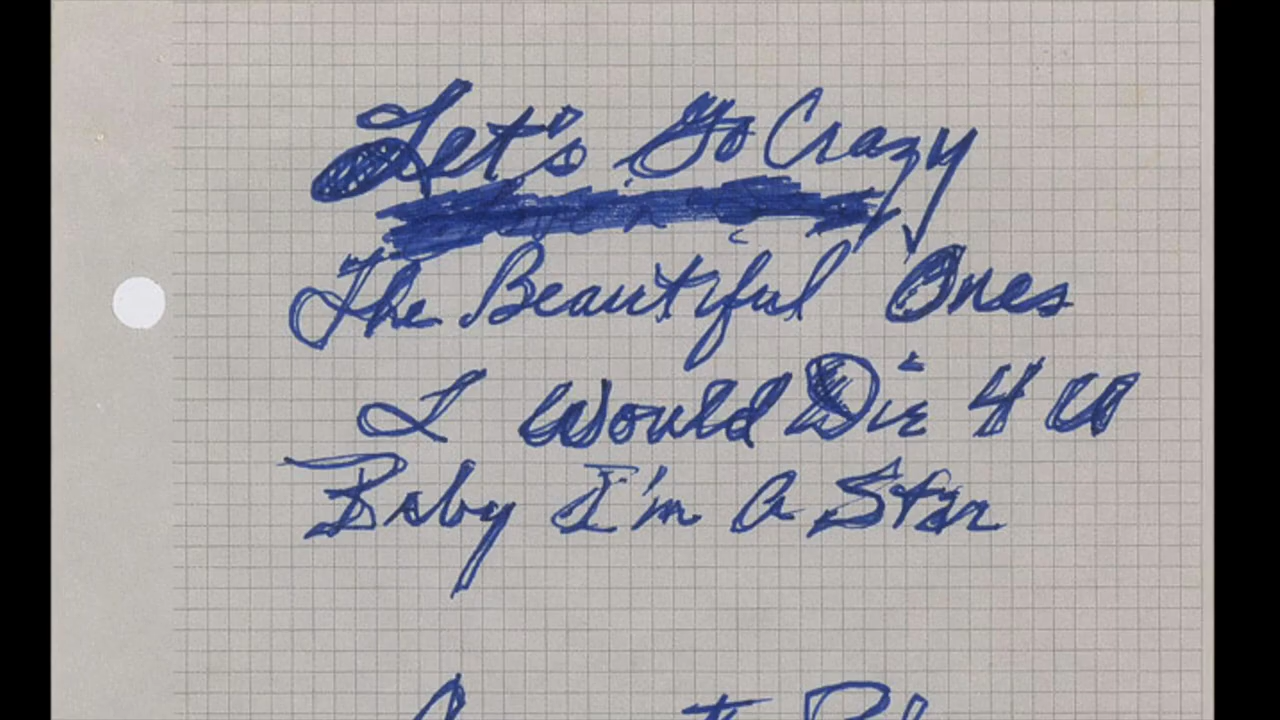 Let's Go Crazy
The Beautiful Ones
I Would Die 4 U
Baby I'm A Star